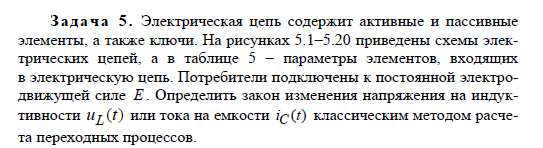 Задача 5. Электрическая цепь содержит активные и пассивные
элементы, а также ключи. На рисунках 5.1–5.20 приведены схемы элек-
трических цепей, а в таблице 5 – параметры элементов, входящих
в электрическую цепь. Потребители подключены к постоянной электро-
движущей силе E. Определить закон изменения напряжения на индук-
тивности u_L(t) или тока на емкости i_C(t) классическим методом расче-
та переходных процессов.